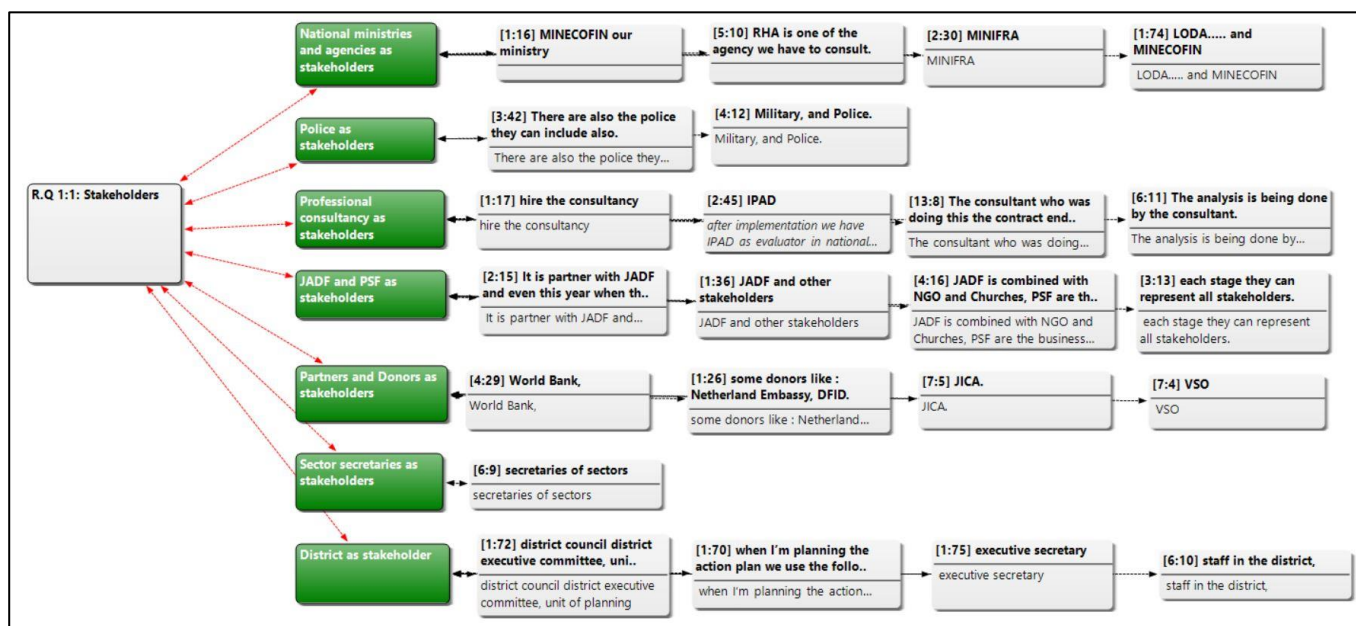 National ministries
and agencies as
stakeholders
[1:16] MINECOFIN our
ministry
[5:10] RHA is one of the
agency we have to consult.
[2:30] MINIFRA
MINIFRA
[1:74] LODA..... and
MINECOFIN
LODA..... and MINECOFIN
Police as
stakeholders
[3:42] There are also the police
they can include also.
There are also the police they...
[4:12] Military, and Police.
Military, and Police.
R.Q 1:1: Stakeholders
Professional
consultancy as
stakeholders
[1:17] hire the consultancy
hire the consultancy
[2:45] IPAD
after implementation we have
IPAD as evaluator in national...
[13:8] The consultant who was
doing this the contract end..
The consultant who was doing...
[6:11] The analysis is being done
by the consultant.
The analysis is being done by...
JADF and PSF as
stakeholders
[2:15] It is partner with JADF
and even this year when th..
It is partner with JADF and...
[1:36] JADF and other
stakeholders
JADF and other stakeholders
[4:16] JADF is combined with
NGO and Churches, PSF are th..
JADF is combined with NGO and
Churches, PSF are the business...
[3:13] each stage they can
represent all stakeholders.
each stage they can represent
all stakeholders.
Partners and Donors as
stakeholders
[4:29] World Bank,
World Bank,
[1:26] some donors like :
Netherland Embassy, DFID.
some donors like : Netherland...
[7:5] JICA.
JICA.
[7:4] VSO
VSO
Sector secretaries as
stakeholders
[6:9] secretaries of sectors
secretaries of sectors
District as stakeholder
[1:72] district council district
executive committee, uni..
district council district executive
committee, unit of planning
[1:70] when I’m planning the
action plan we use the follo..
when I'm planning the action...
[1:75] executive secretary
executive secretary
[6:10] staff in the district,
staff in the district,